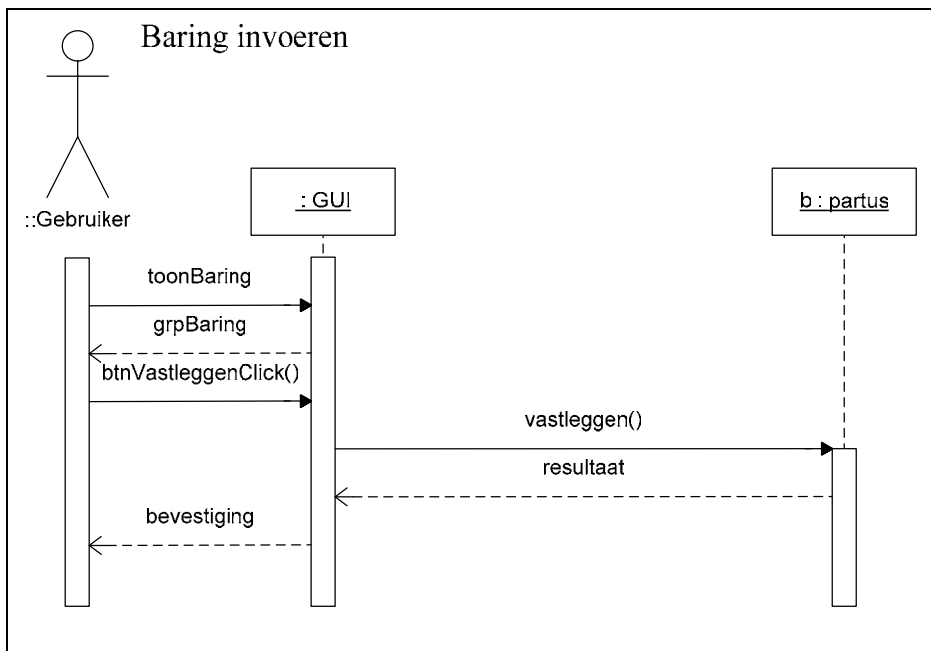 Baring invoeren
: GUI
b : partus
::Gebruiker
toonBaring
grpBaring
btnVastleggenClick()
vastleggen()
resultaat
bevestiging